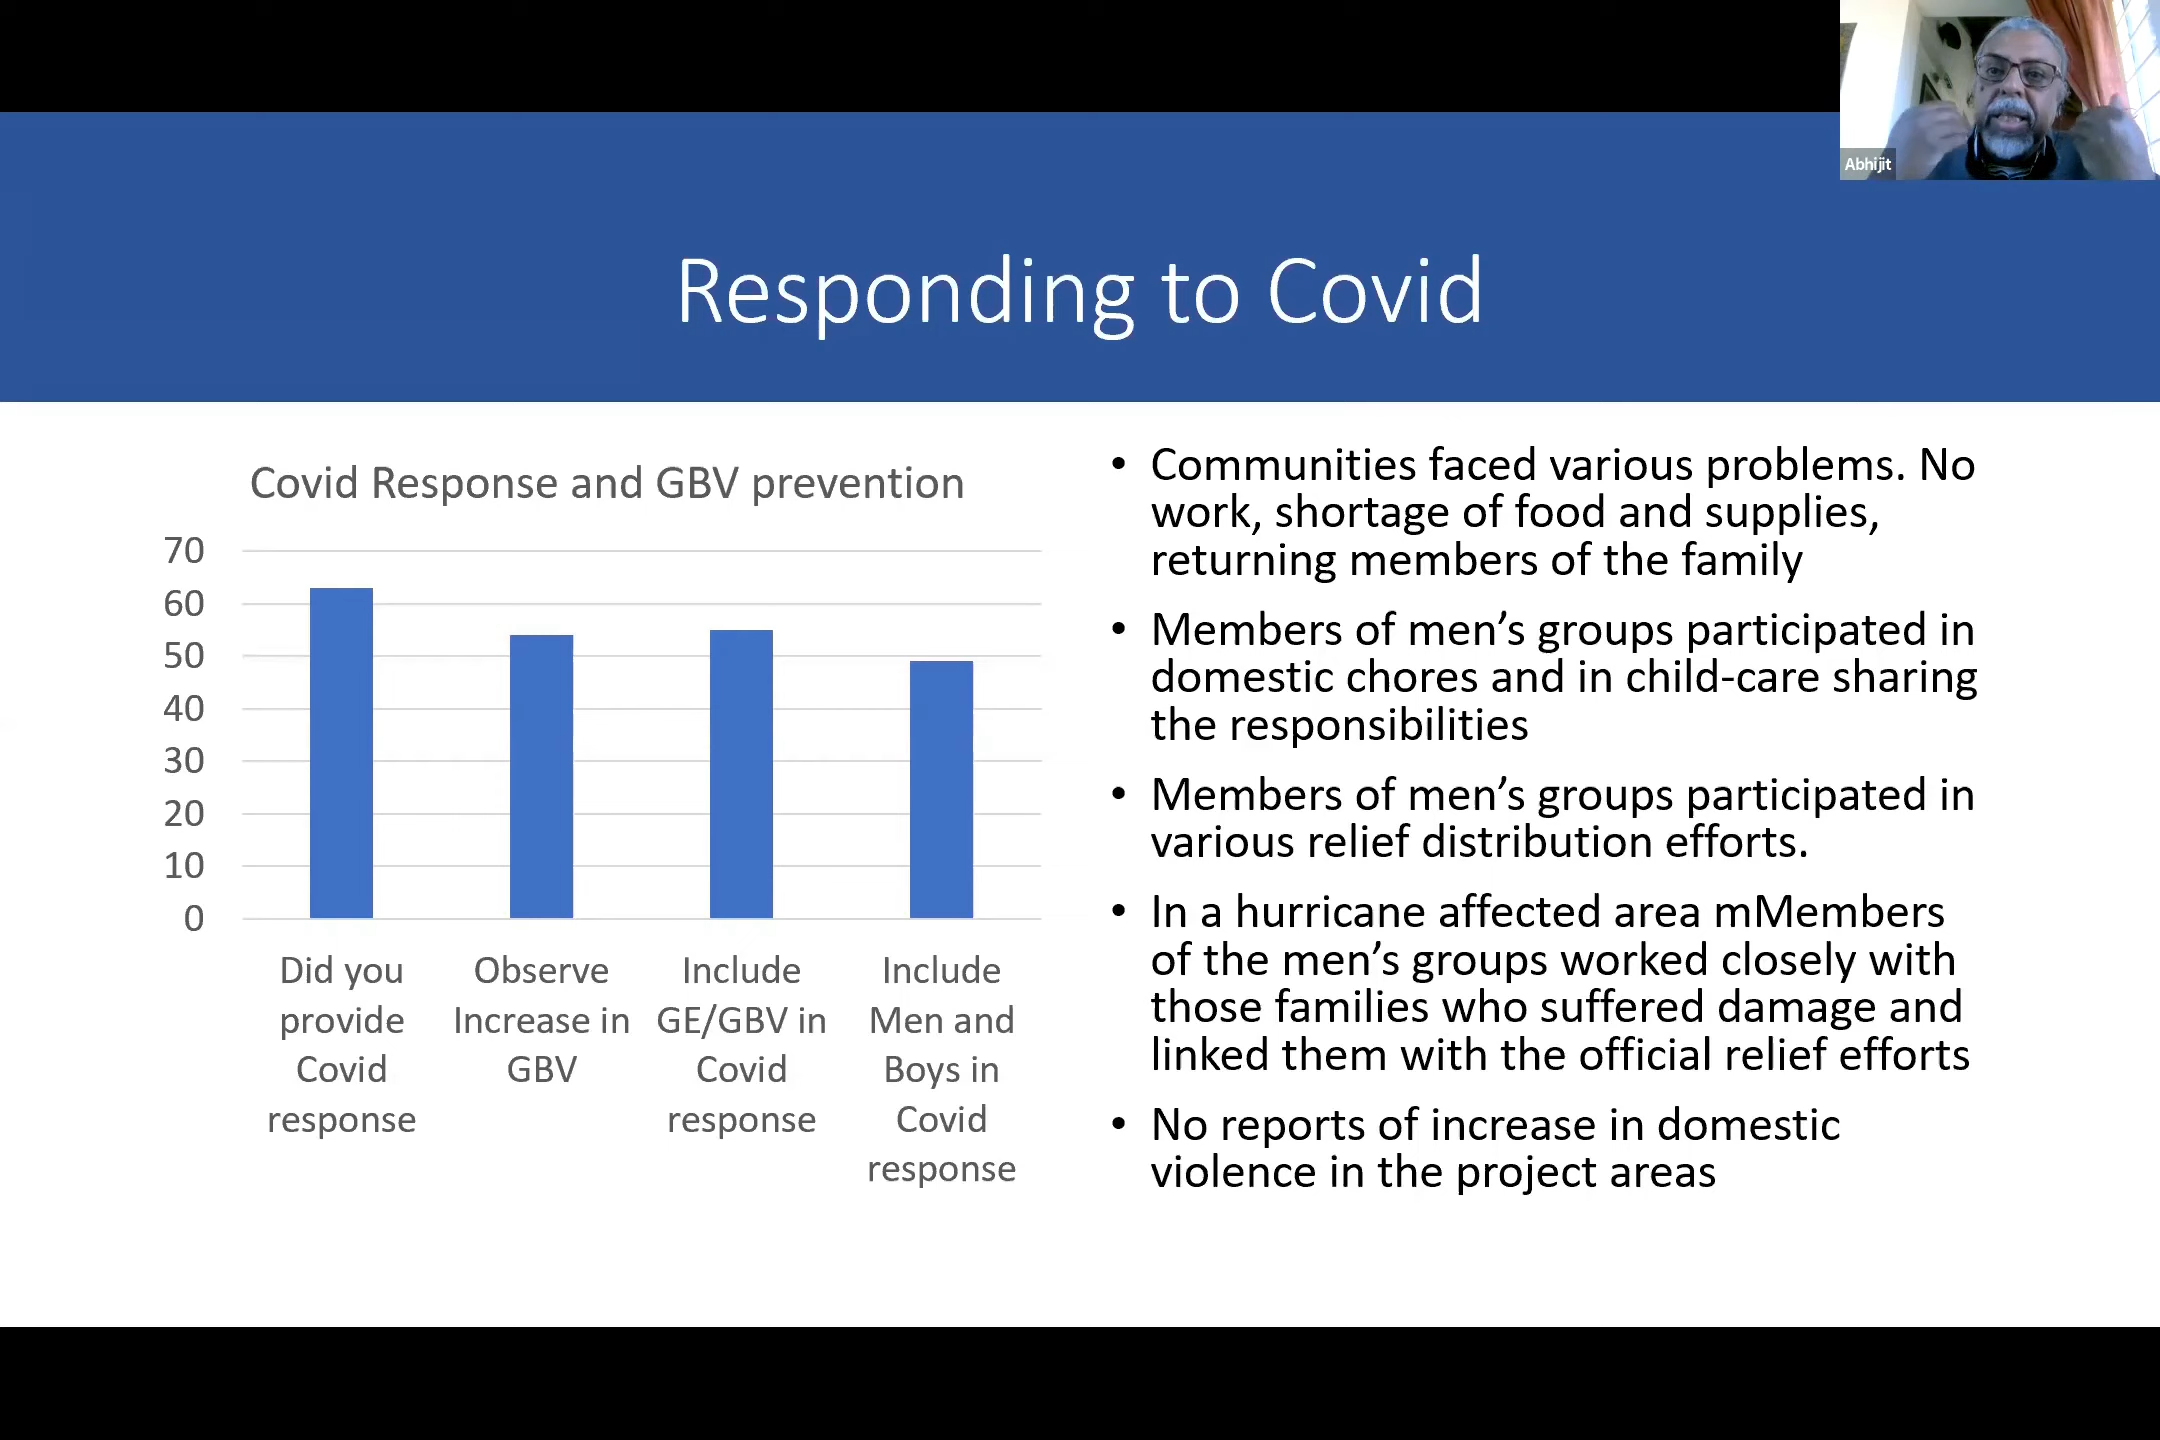 Abhijit
Responding to Covid
Covid Response and GBV prevention
70
60
50
40
30
20
10
0
Did you
provide
Covid
response
Observe
Increase in
GBV
Include
GE/GBV in
Covid
response
Include
Men and
Boys in
Covid
response
• Communities faced various problems. No
work, shortage of food and supplies,
returning members of the family
• Members of men’s groups participated in
domestic chores and in child-care sharing
the responsibilities
• Members of men’s groups participated in
various relief distribution efforts.
• In a hurricane affected area mMembers
of the men’s groups worked closely with
those families who suffered damage and
linked them with the official relief efforts
• No reports of increase in domestic
violence in the project areas